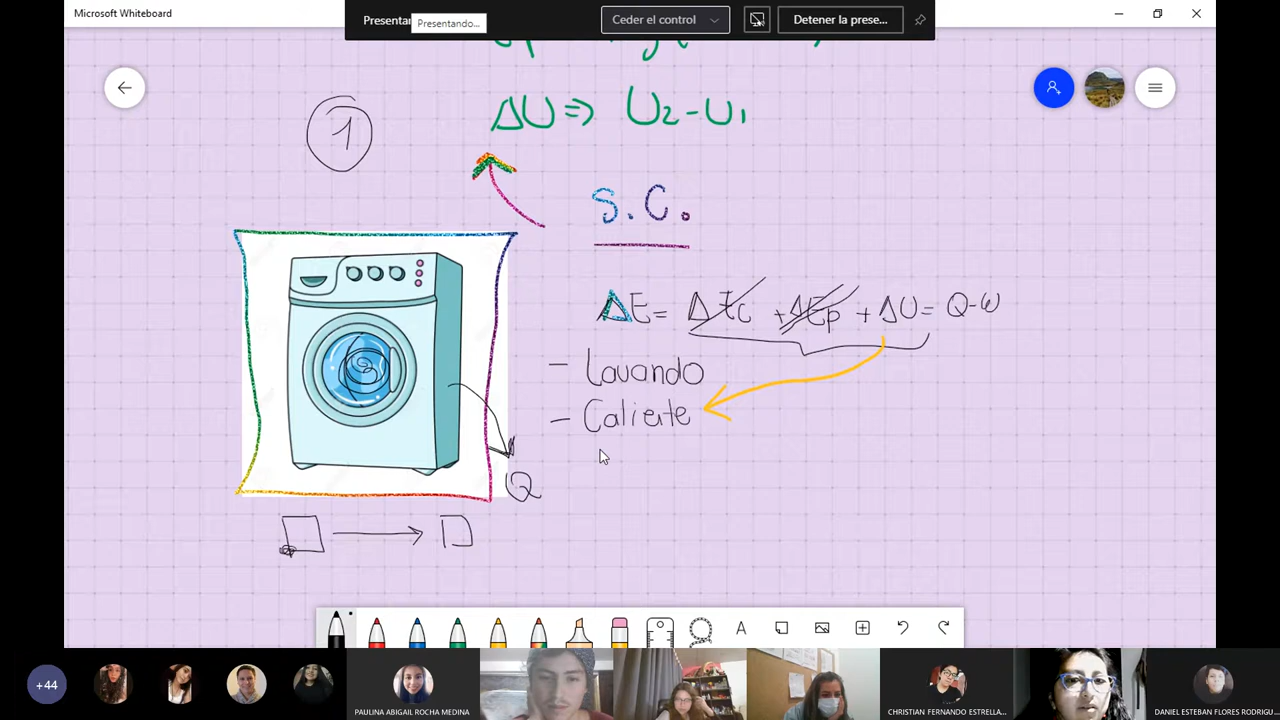 Microsoft Whiteboard
Presentando...
Ceder el control
Detener la prese...
ΔU ⇒ U2 - U1
1
S.C.
ΔE = ΔEc + ΔEp + ΔU = Q-W
- Lavando
- Caliente
Q
+44
PAULINA ABIGAIL ROCHA MEDINA
CHRISTIAN FERNANDO ESTRELLA...
DANIEL ESTEBAN FLORES RODRIGU...